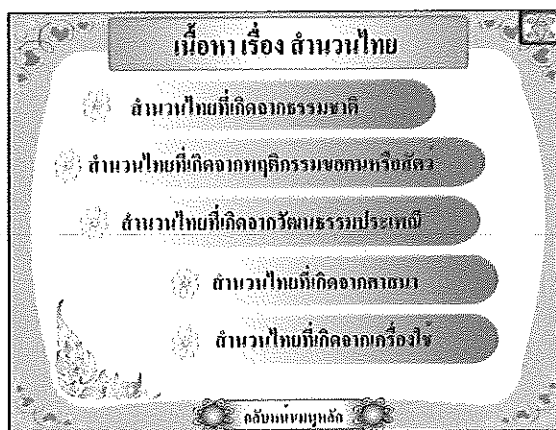 เนื้อหา เรื่อง สำนวนไทย
สำนวนไทยที่เกิดจากธรรมชาติ
สำนวนไทยที่เกิดจากพฤติกรรมของคนหรือสัตว์
สำนวนไทยที่เกิดจากวัฒนธรรมประเพณี
สำนวนไทยที่เกิดจากศาสนา
สำนวนไทยที่เกิดจากเครื่องใช้
กลับหน้าเมนูหลัก